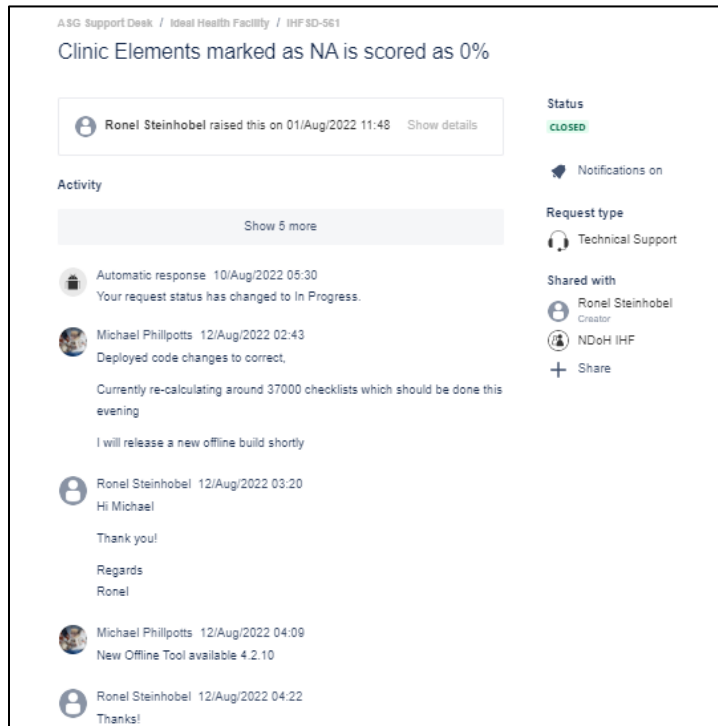 ASG Support Desk / Ideal Health Facility / IHFSD-561
Clinic Elements marked as NA is scored as 0%
Ronel Steinhobel raised this on 01/Aug/2022 11:48 Show details
Activity
Show 5 more
Automatic response 10/Aug/2022 05:30
Your request status has changed to In Progress.
Michael Phillpotts 12/Aug/2022 02:43
Deployed code changes to correct,
Currently re-calculating around 37000 checklists which should be done this
evening
I will release a new offline build shortly
Ronel Steinhobel 12/Aug/2022 03:20
Hi Michael
Thank you!
Regards
Ronel
Michael Phillpotts 12/Aug/2022 04:09
New Offline Tool available 4.2.10
Ronel Steinhobel 12/Aug/2022 04:22
Thanks!
Status
CLOSED
Notifications on
Request type
Technical Support
Shared with
Ronel Steinhobel
Creator
NDoH IHF
Share